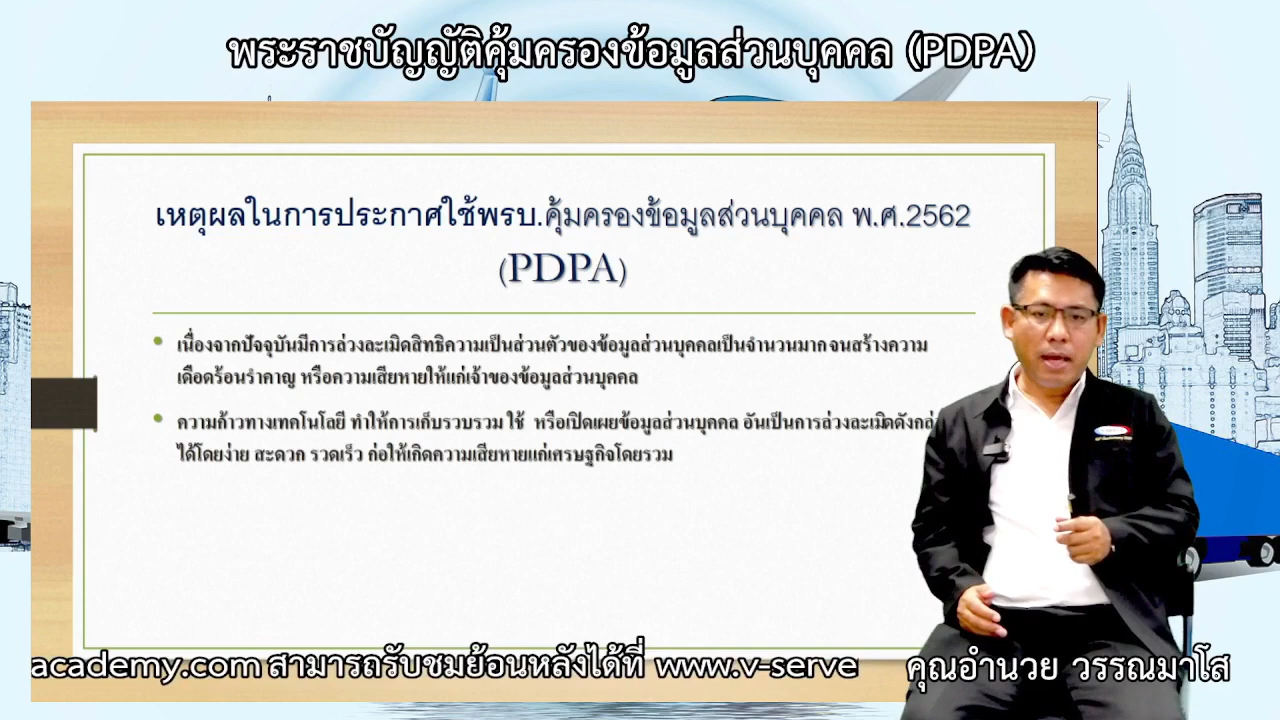 พระราชบัญญัติคุ้มครองข้อมูลส่วนบุคคล (PDPA)
เหตุผลในการประกาศใช้พรบ.คุ้มครองข้อมูลส่วนบุคคล พ.ศ.2562
(PDPA)
• เนื่องจากปัจจุบันมีการล่วงละเมิดสิทธิความเป็นส่วนตัวของข้อมูลส่วนบุคคลเป็นจำนวนมากจนสร้างความ
เดือดร้อนรำคาญ หรือความเสียหายให้แก่เจ้าของข้อมูลส่วนบุคคล
• ความก้าวทางเทคโนโลยี ทำให้การเก็บรวบรวม ใช้ หรือเปิดเผยข้อมูลส่วนบุคคล อันเป็นการล่วงละเมิดดังกล่
ได้โดยง่าย สะดวก รวดเร็ว ก่อให้เกิดความเสียหายแก่เศรษฐกิจโดยรวม
academy.com สามารถรับชมย้อนหลังได้ที่ www.v-serve
คุณอำนวย วรรณมาโส